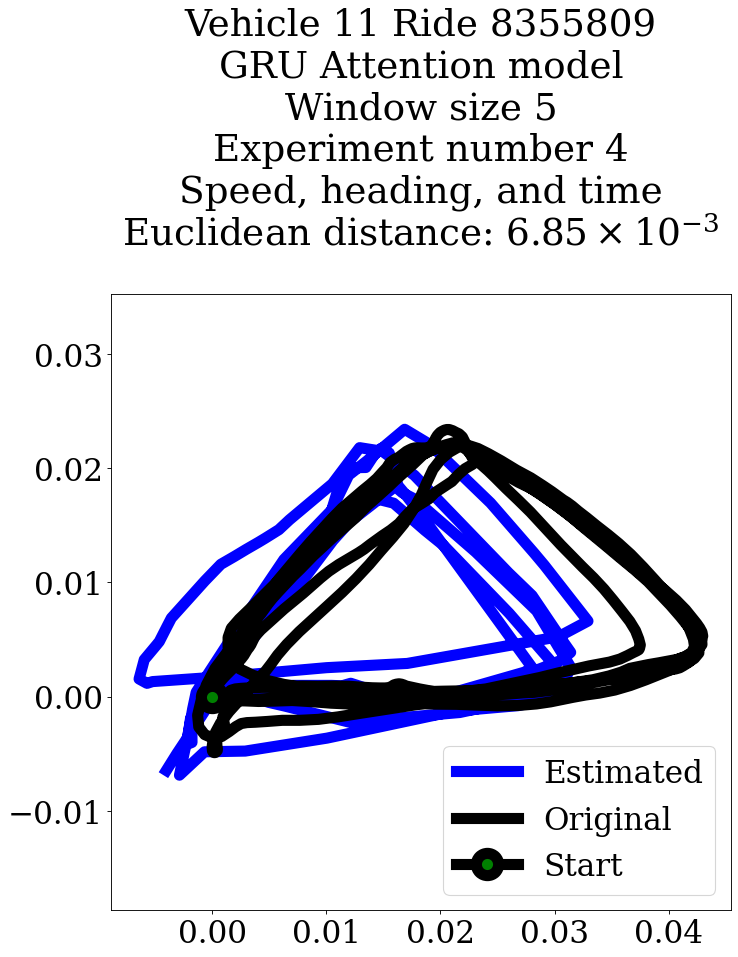 Vehicle 11 Ride 8355809
GRU Attention model
Window size 5
Experiment number 4
Speed, heading, and time
Euclidean distance: 6.85 × 10⁻³
0.03
0.02
0.01
0.00
−0.01
Estimated
Original
Start
0.00 0.01 0.02 0.03 0.04